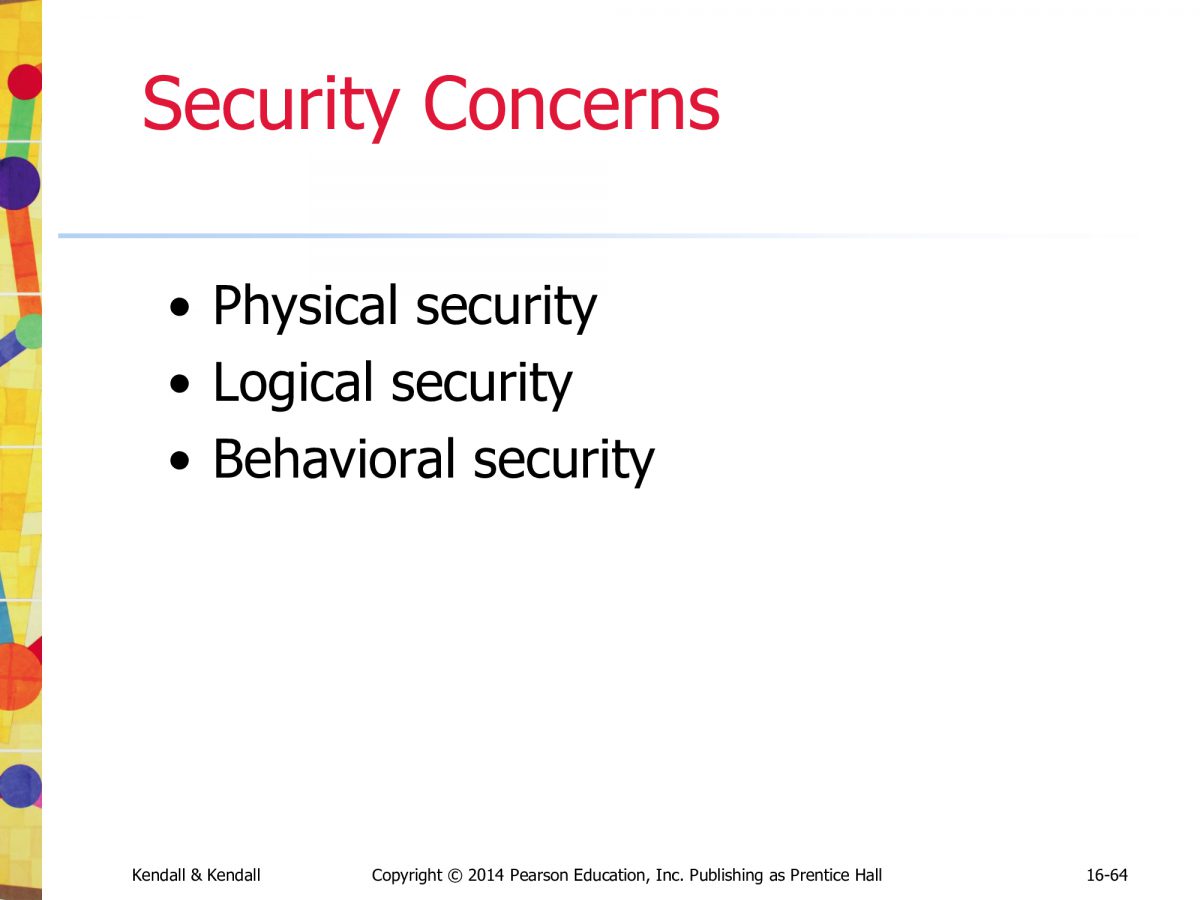 Security Concerns
• Physical security
• Logical security
• Behavioral security
Kendall & Kendall Copyright © 2014 Pearson Education, Inc. Publishing as Prentice Hall 16-64